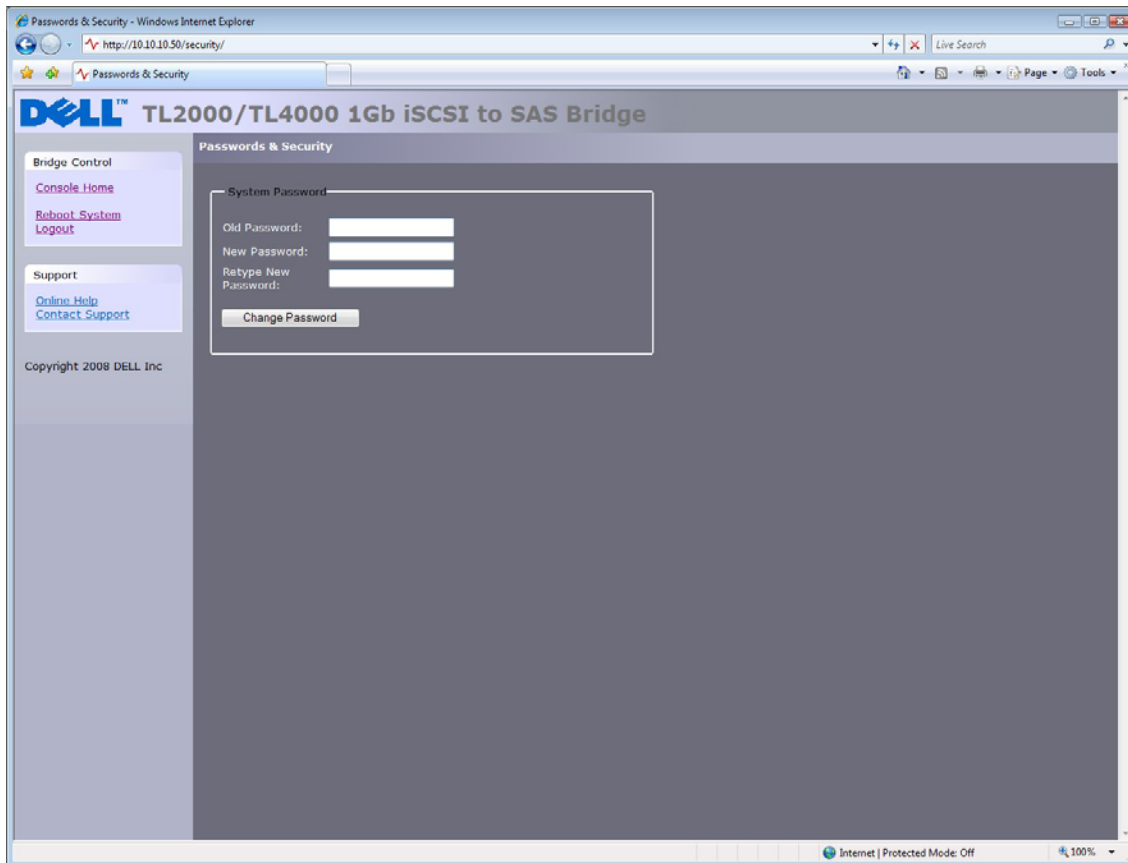 Passwords & Security - Windows Internet Explorer
http://10.10.10.50/security/
Live Search
Passwords & Security
Page
Tools
DELL™ TL2000/TL4000 1Gb iSCSI to SAS Bridge
Passwords & Security
Bridge Control
Console Home
Reboot System
Logout
Support
Online Help
Contact Support
Copyright 2008 DELL Inc
System Password
Old Password:
New Password:
Retype New
Password:
Change Password
Internet | Protected Mode: Off
100%